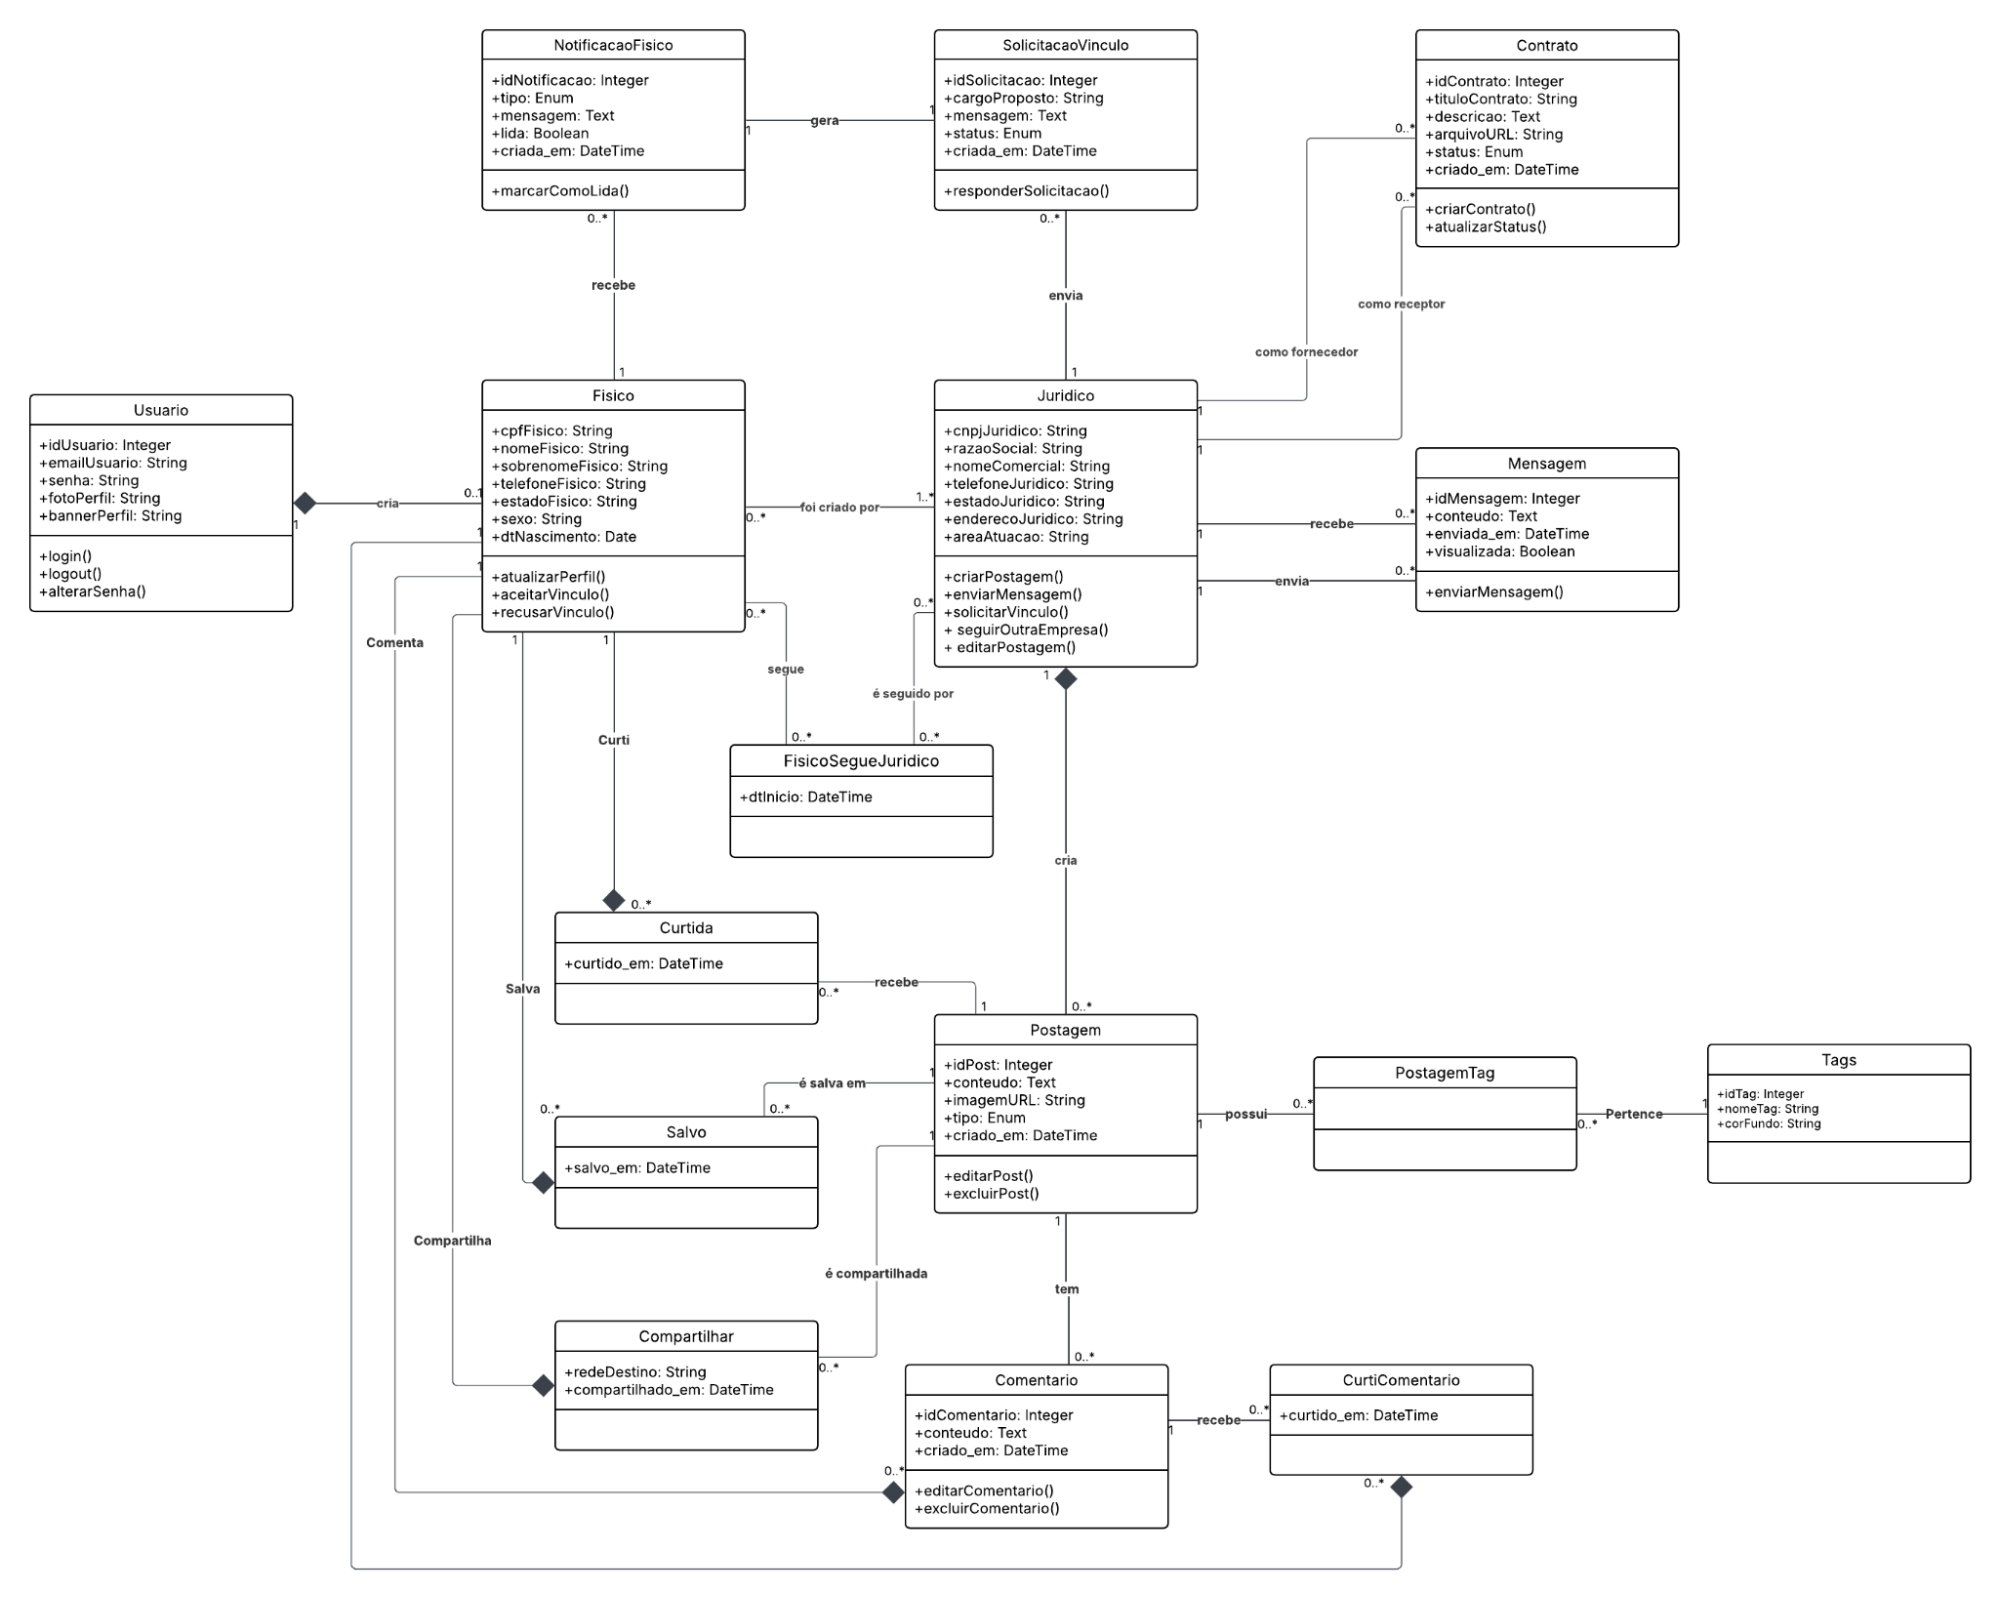 NotificacaoFisico
+idNotificacao: Integer
+tipo: Enum
+mensagem: Text
+lida: Boolean
+criada_em: DateTime
+marcarComoLida()
0..*
1
gera
1
SolicitacaoVinculo
+idSolicitacao: Integer
+cargoProposto: String
+mensagem: Text
+status: Enum
+criada_em: DateTime
+responderSolicitacao()
0..*
Contrato
+idContrato: Integer
+tituloContrato: String
+descricao: Text
+arquivoURL: String
+status: Enum
+criado_em: DateTime
+criarContrato()
+atualizarStatus()
0..*
0..*
recebe
1
envia
1
como receptor
como fornecedor
1
1
Usuario
+idUsuario: Integer
+emailUsuario: String
+senha: String
+fotoPerfil: String
+bannerPerfil: String
+login()
+logout()
+alterarSenha()
1
cria
0..1
Fisico
+cpfFisico: String
+nomeFisico: String
+sobrenomeFisico: String
+telefoneFisico: String
+estadoFisico: String
+sexo: String
+dtNascimento: Date
+atualizarPerfil()
+aceitarVinculo()
+recusarVinculo()
1
1
1
1
0..*
foi criado por
1..*
Juridico
+cnpjJuridico: String
+razaoSocial: String
+nomeComercial: String
+telefoneJuridico: String
+estadoJuridico: String
+enderecoJuridico: String
+areaAtuacao: String
+criarPostagem()
+enviarMensagem()
+solicitarVinculo()
+ seguirOutraEmpresa()
+ editarPostagem()
1
recebe
0..*
1
envia
0..*
Mensagem
+idMensagem: Integer
+conteudo: Text
+enviada_em: DateTime
+visualizada: Boolean
+enviarMensagem()
0..*
segue
0..*
0..*
é seguido por
0..*
FisicoSegueJuridico
+dtInicio: DateTime
Comenta
Curti
0..*
Curtida
+curtido_em: DateTime
0..*
recebe
1
1
cria
0..*
Salva
0..*
Salvo
+salvo_em: DateTime
0..*
é salva em
1
Postagem
+idPost: Integer
+conteudo: Text
+imagemURL: String
+tipo: Enum
+criado_em: DateTime
+editarPost()
+excluirPost()
1
possui
0..*
PostagemTag
0..*
Pertence
1
Tags
+idTag: Integer
+nomeTag: String
+corFundo: String
Compartilha
1
é compartilhada
0..*
Compartilhar
+redeDestino: String
+compartilhado_em: DateTime
1
tem
0..*
Comentario
+idComentario: Integer
+conteudo: Text
+criado_em: DateTime
+editarComentario()
+excluirComentario()
0..*
1
recebe
0..*
CurtiComentario
+curtido_em: DateTime
0..*